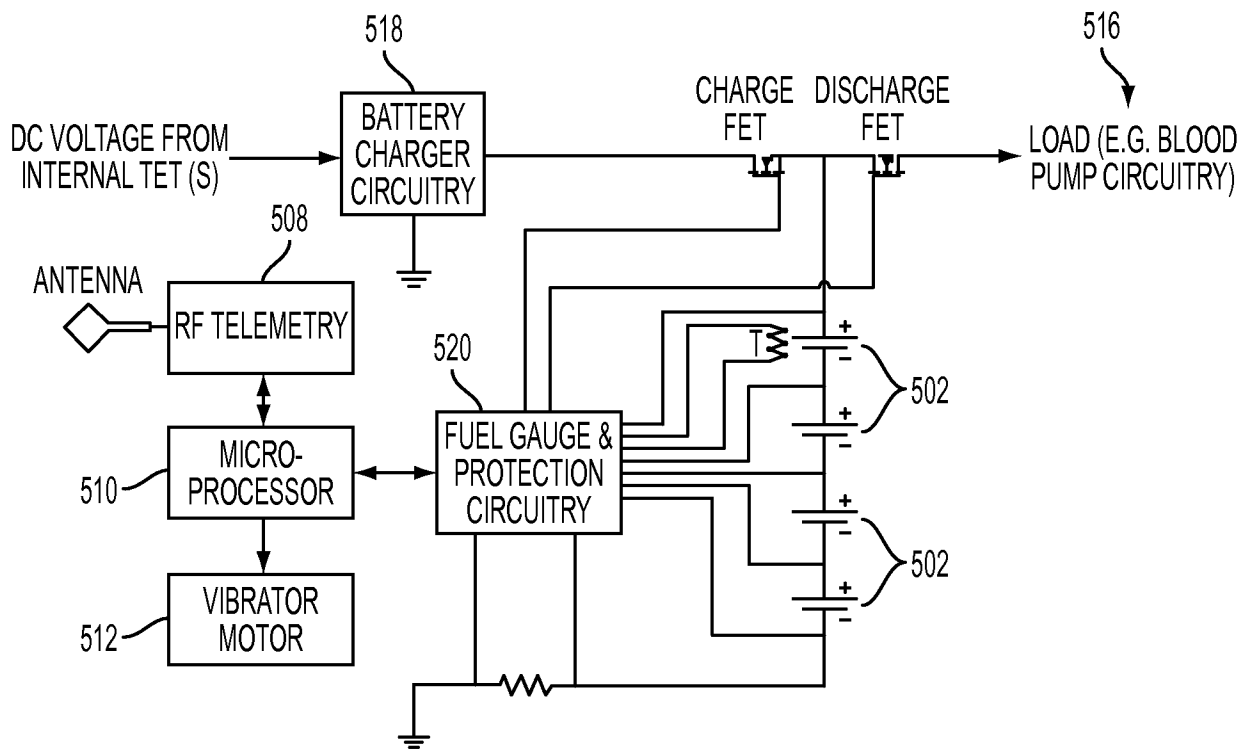 518
516
CHARGE
FET
DISCHARGE
FET
DC VOLTAGE FROM
INTERNAL TET (S)
BATTERY
CHARGER
CIRCUITRY
LOAD (E.G. BLOOD
PUMP CIRCUITRY)
508
ANTENNA
RF TELEMETRY
520
T
+
-
502
+
-
510
MICRO-
PROCESSOR
FUEL GAUGE &
PROTECTION
CIRCUITRY
+
-
502
+
-
512
VIBRATOR
MOTOR